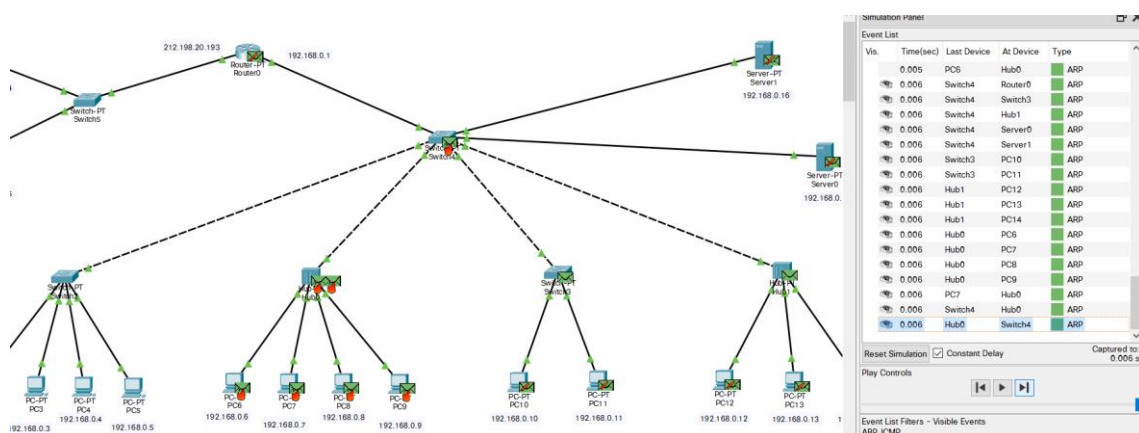 Simulation Panel
Event List
Vis. Time(sec) Last Device At Device Type
0.005 PC6 Hub0 ARP
0.006 Switch4 Router0 ARP
0.006 Switch4 Switch3 ARP
0.006 Switch4 Hub1 ARP
0.006 Switch4 Server0 ARP
0.006 Switch4 Server1 ARP
0.006 Switch3 PC10 ARP
0.006 Switch3 PC11 ARP
0.006 Hub1 PC12 ARP
0.006 Hub1 PC13 ARP
0.006 Hub1 PC14 ARP
0.006 Hub0 PC6 ARP
0.006 Hub0 PC7 ARP
0.006 Hub0 PC8 ARP
0.006 Hub0 PC9 ARP
0.006 PC7 Hub0 ARP
0.006 Switch4 Hub0 ARP
0.006 Hub0 Switch4 ARP
Reset Simulation Constant Delay Captured to:
0.006 s
Play Controls
Event List Filters - Visible Events
ARP, ICMP
212.198.20.193
192.168.0.1
Router-PT
Router0
Switch-PT
Switch5
Server-PT
Server1
192.168.0.16
Server-PT
Server0
192.168.0.
Hub0
Switch3
PC-PT
PC3
192.168.0.3
PC-PT
PC4
192.168.0.4
PC-PT
PC5
192.168.0.5
PC-PT
PC6
192.168.0.6
PC-PT
PC7
192.168.0.7
PC-PT
PC8
192.168.0.8
PC-PT
PC9
192.168.0.9
PC-PT
PC10
192.168.0.10
PC-PT
PC11
192.168.0.11
PC-PT
PC12
192.168.0.12
PC-PT
PC13
192.168.0.13